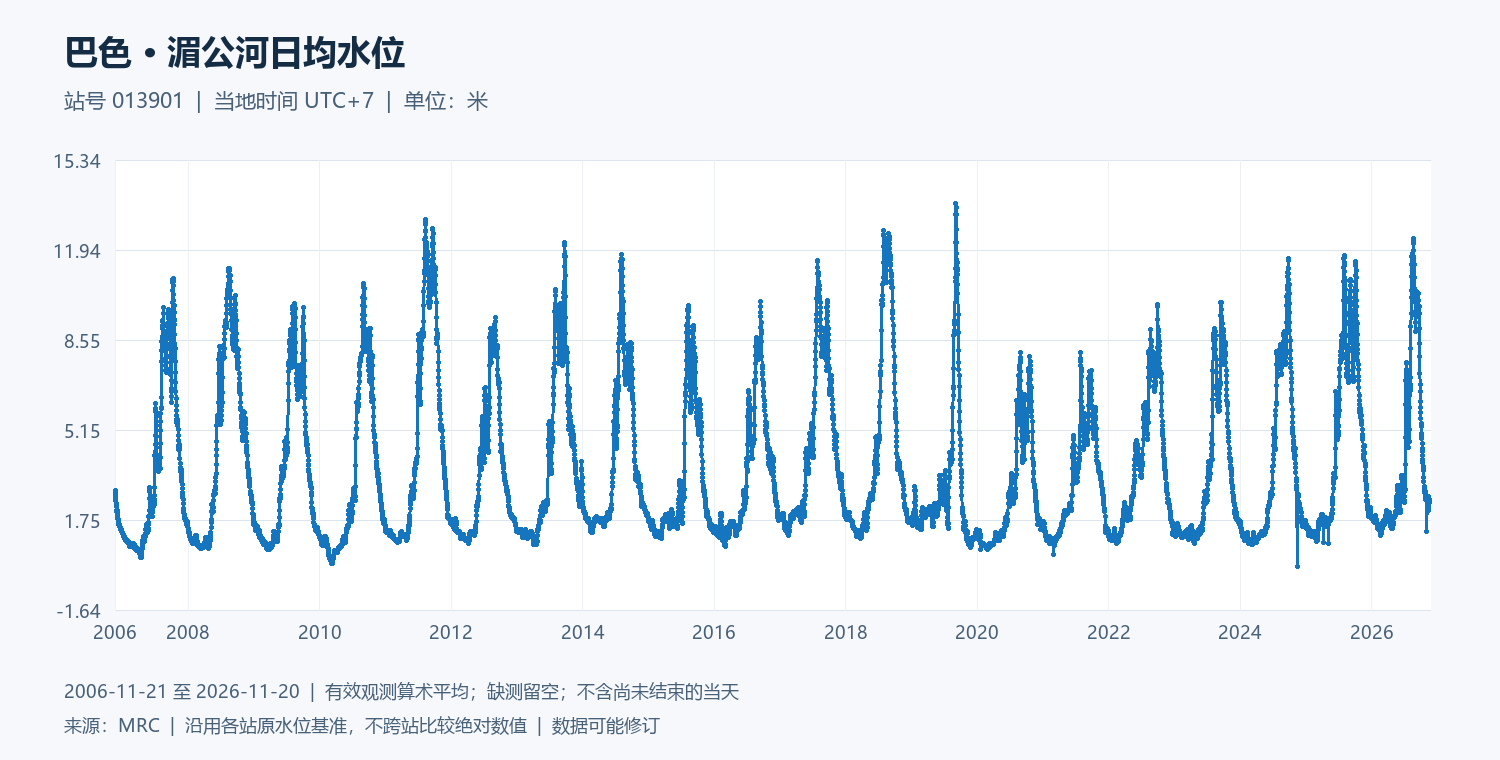 巴色 • 湄公河日均水位
站号 013901 | 当地时间 UTC+7 | 单位：米
15.34
11.94
8.55
5.15
1.75
-1.64
2006 2008 2010 2012 2014 2016 2018 2020 2022 2024 2026
2006-11-21 至 2026-11-20 | 有效观测算术平均；缺测留空；不含尚未结束的当天
来源：MRC | 沿用各站原水位基准，不跨站比较绝对数值 | 数据可能修订